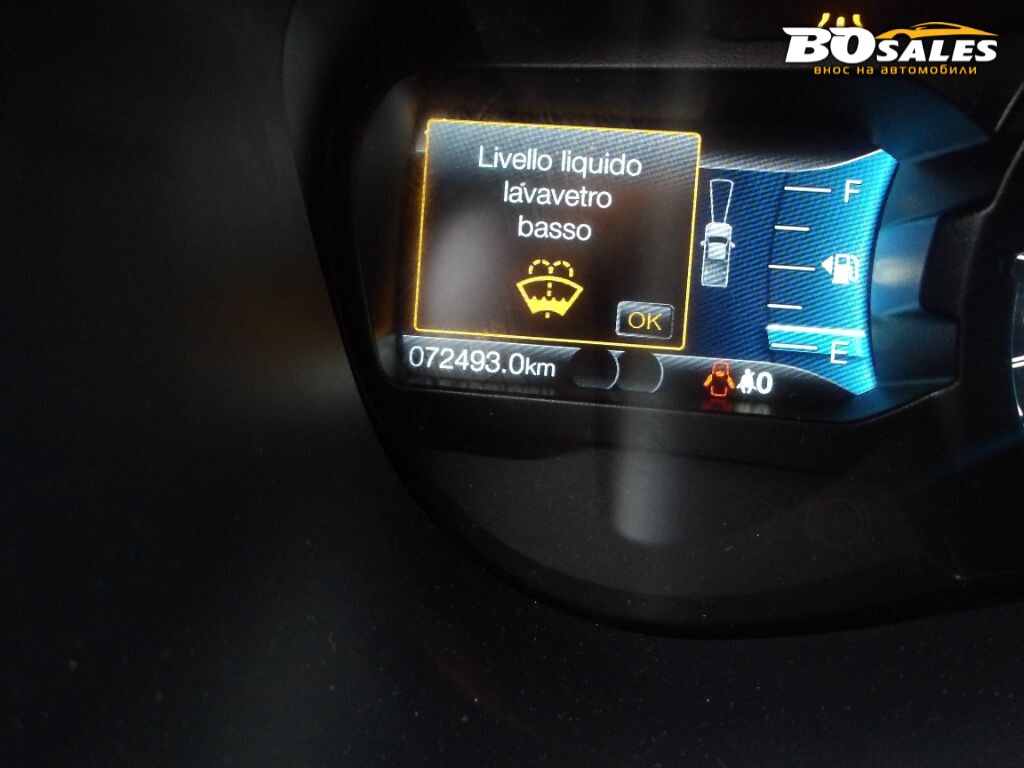 BOSALES
внос на автомобили
Livello liquido
lavavetro
basso
OK
F
E
072493.0km
0